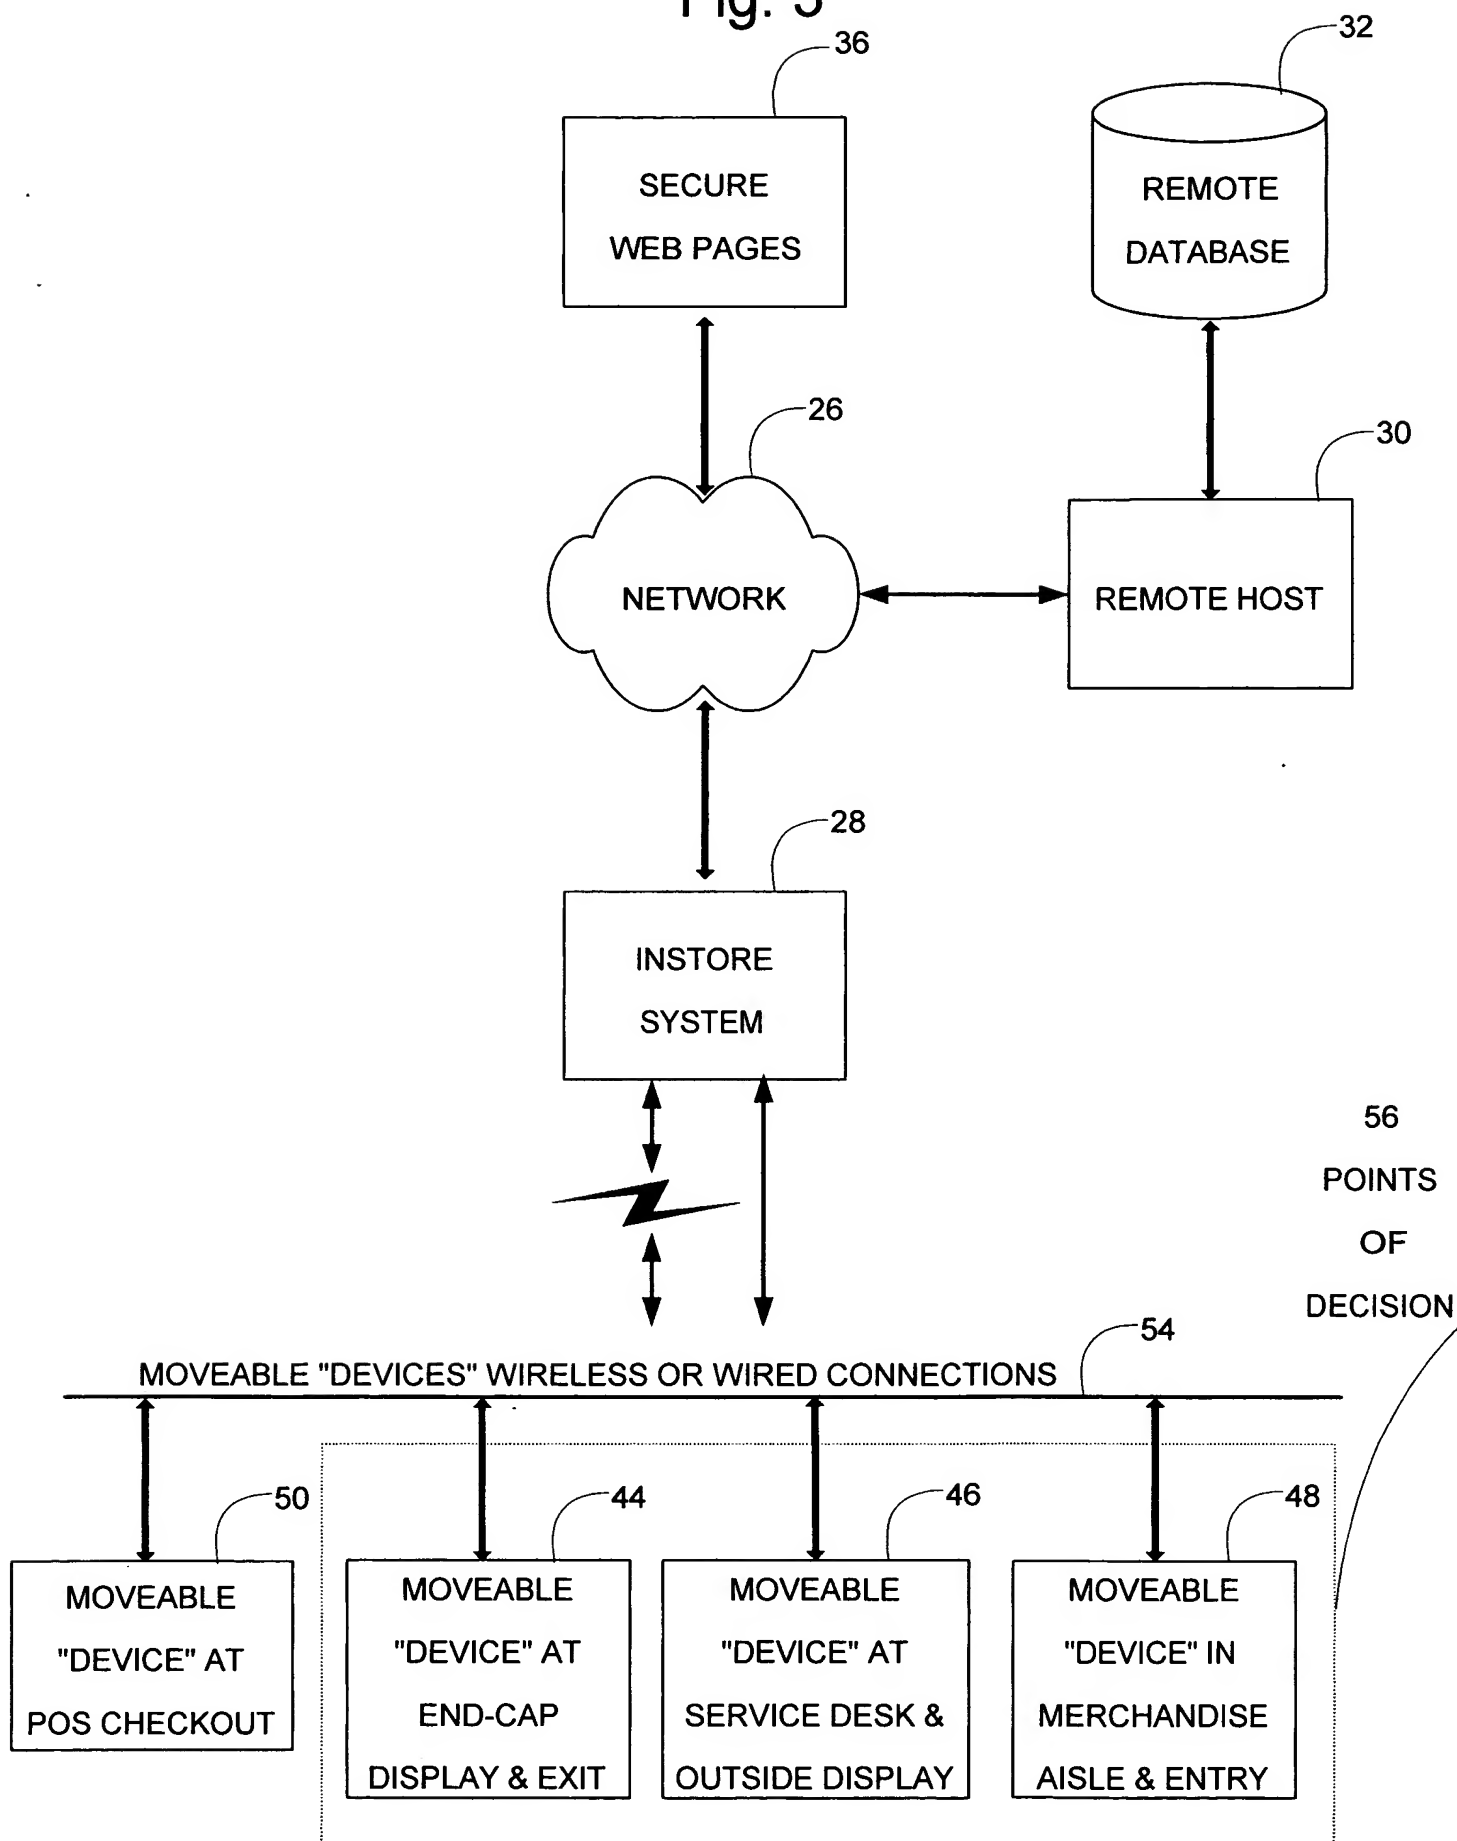 Fig. 3
36
32
SECURE
WEB PAGES
REMOTE
DATABASE
26
30
NETWORK
REMOTE HOST
28
INSTORE
SYSTEM
56
POINTS
OF
DECISION
54
MOVEABLE "DEVICES" WIRELESS OR WIRED CONNECTIONS
50
44
46
48
MOVEABLE
"DEVICE" AT
POS CHECKOUT
MOVEABLE
"DEVICE" AT
END-CAP
DISPLAY & EXIT
MOVEABLE
"DEVICE" AT
SERVICE DESK &
OUTSIDE DISPLAY
MOVEABLE
"DEVICE" IN
MERCHANDISE
AISLE & ENTRY